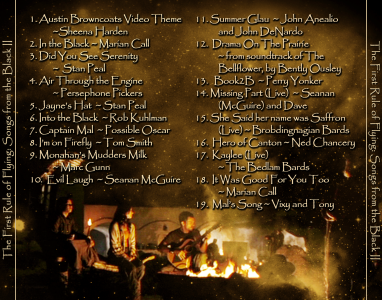 1. Austin Browncoats Video Theme
~Sheena Harden
2. In the Black ~ Marian Call
3. Did You See Serenity
~ Stan Peal
4. Air Through the Engine
~ Persephone Pickers
5. Jayne's Hat ~ Stan Peal
6. Into the Black ~ Rob Kuhlman
7. Captain Mal ~ Possible Oscar
8. I'm on Firefly ~ Tom Smith
9. Monahan's Mudders Milk
~ Marc Gunn
10. Evil Laugh ~ Seanan McGuire
11. Summer Glau ~ John Anealio
and John DeNardo
12. Drama On The Prairie
~ from soundtrack of The
Bellflower, by Bently Ousley
13. Book2B ~ Perry Yonker
14. Missing Part (Live) ~ Seanan
(McGuire) and Dave
15. She Said her name was Saffron
(Live) ~ Brobdingnagian Bards
16. Hero of Canton ~ Ned Chancery
17. Kaylee (Live)
~ The Bedlam Bards
18. It Was Good For You Too
~ Marian Call
19. Mal's Song ~ Vixy and Tony
The First Rule of Flying: Songs from the Black II
The First Rule of Flying: Songs from the Black II